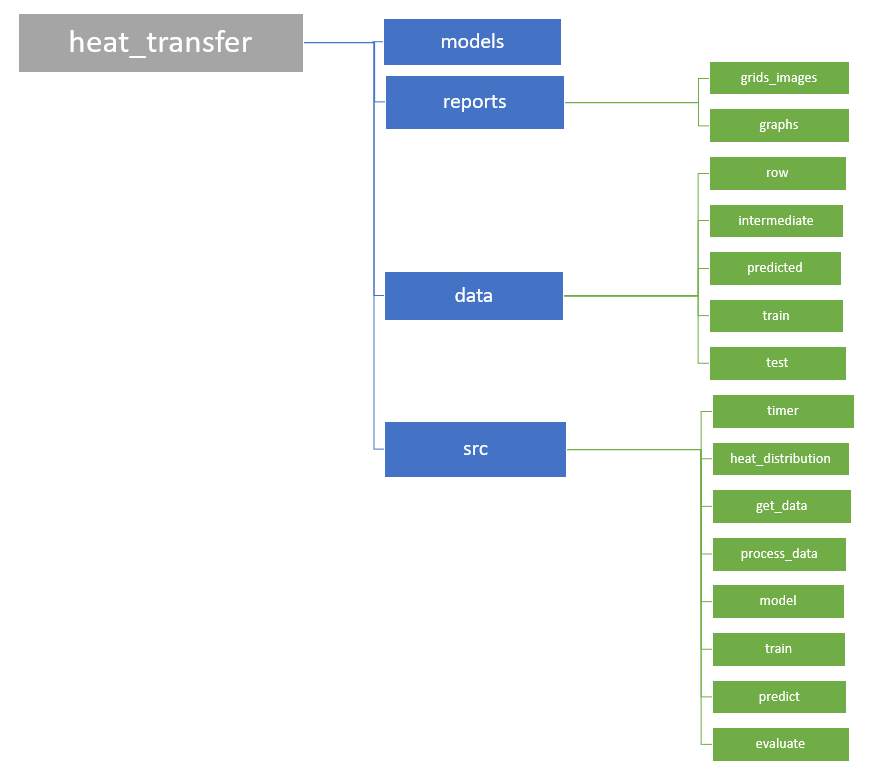 heat_transfer
models
reports
grids_images
graphs
data
row
intermediate
predicted
train
test
src
timer
heat_distribution
get_data
process_data
model
train
predict
evaluate